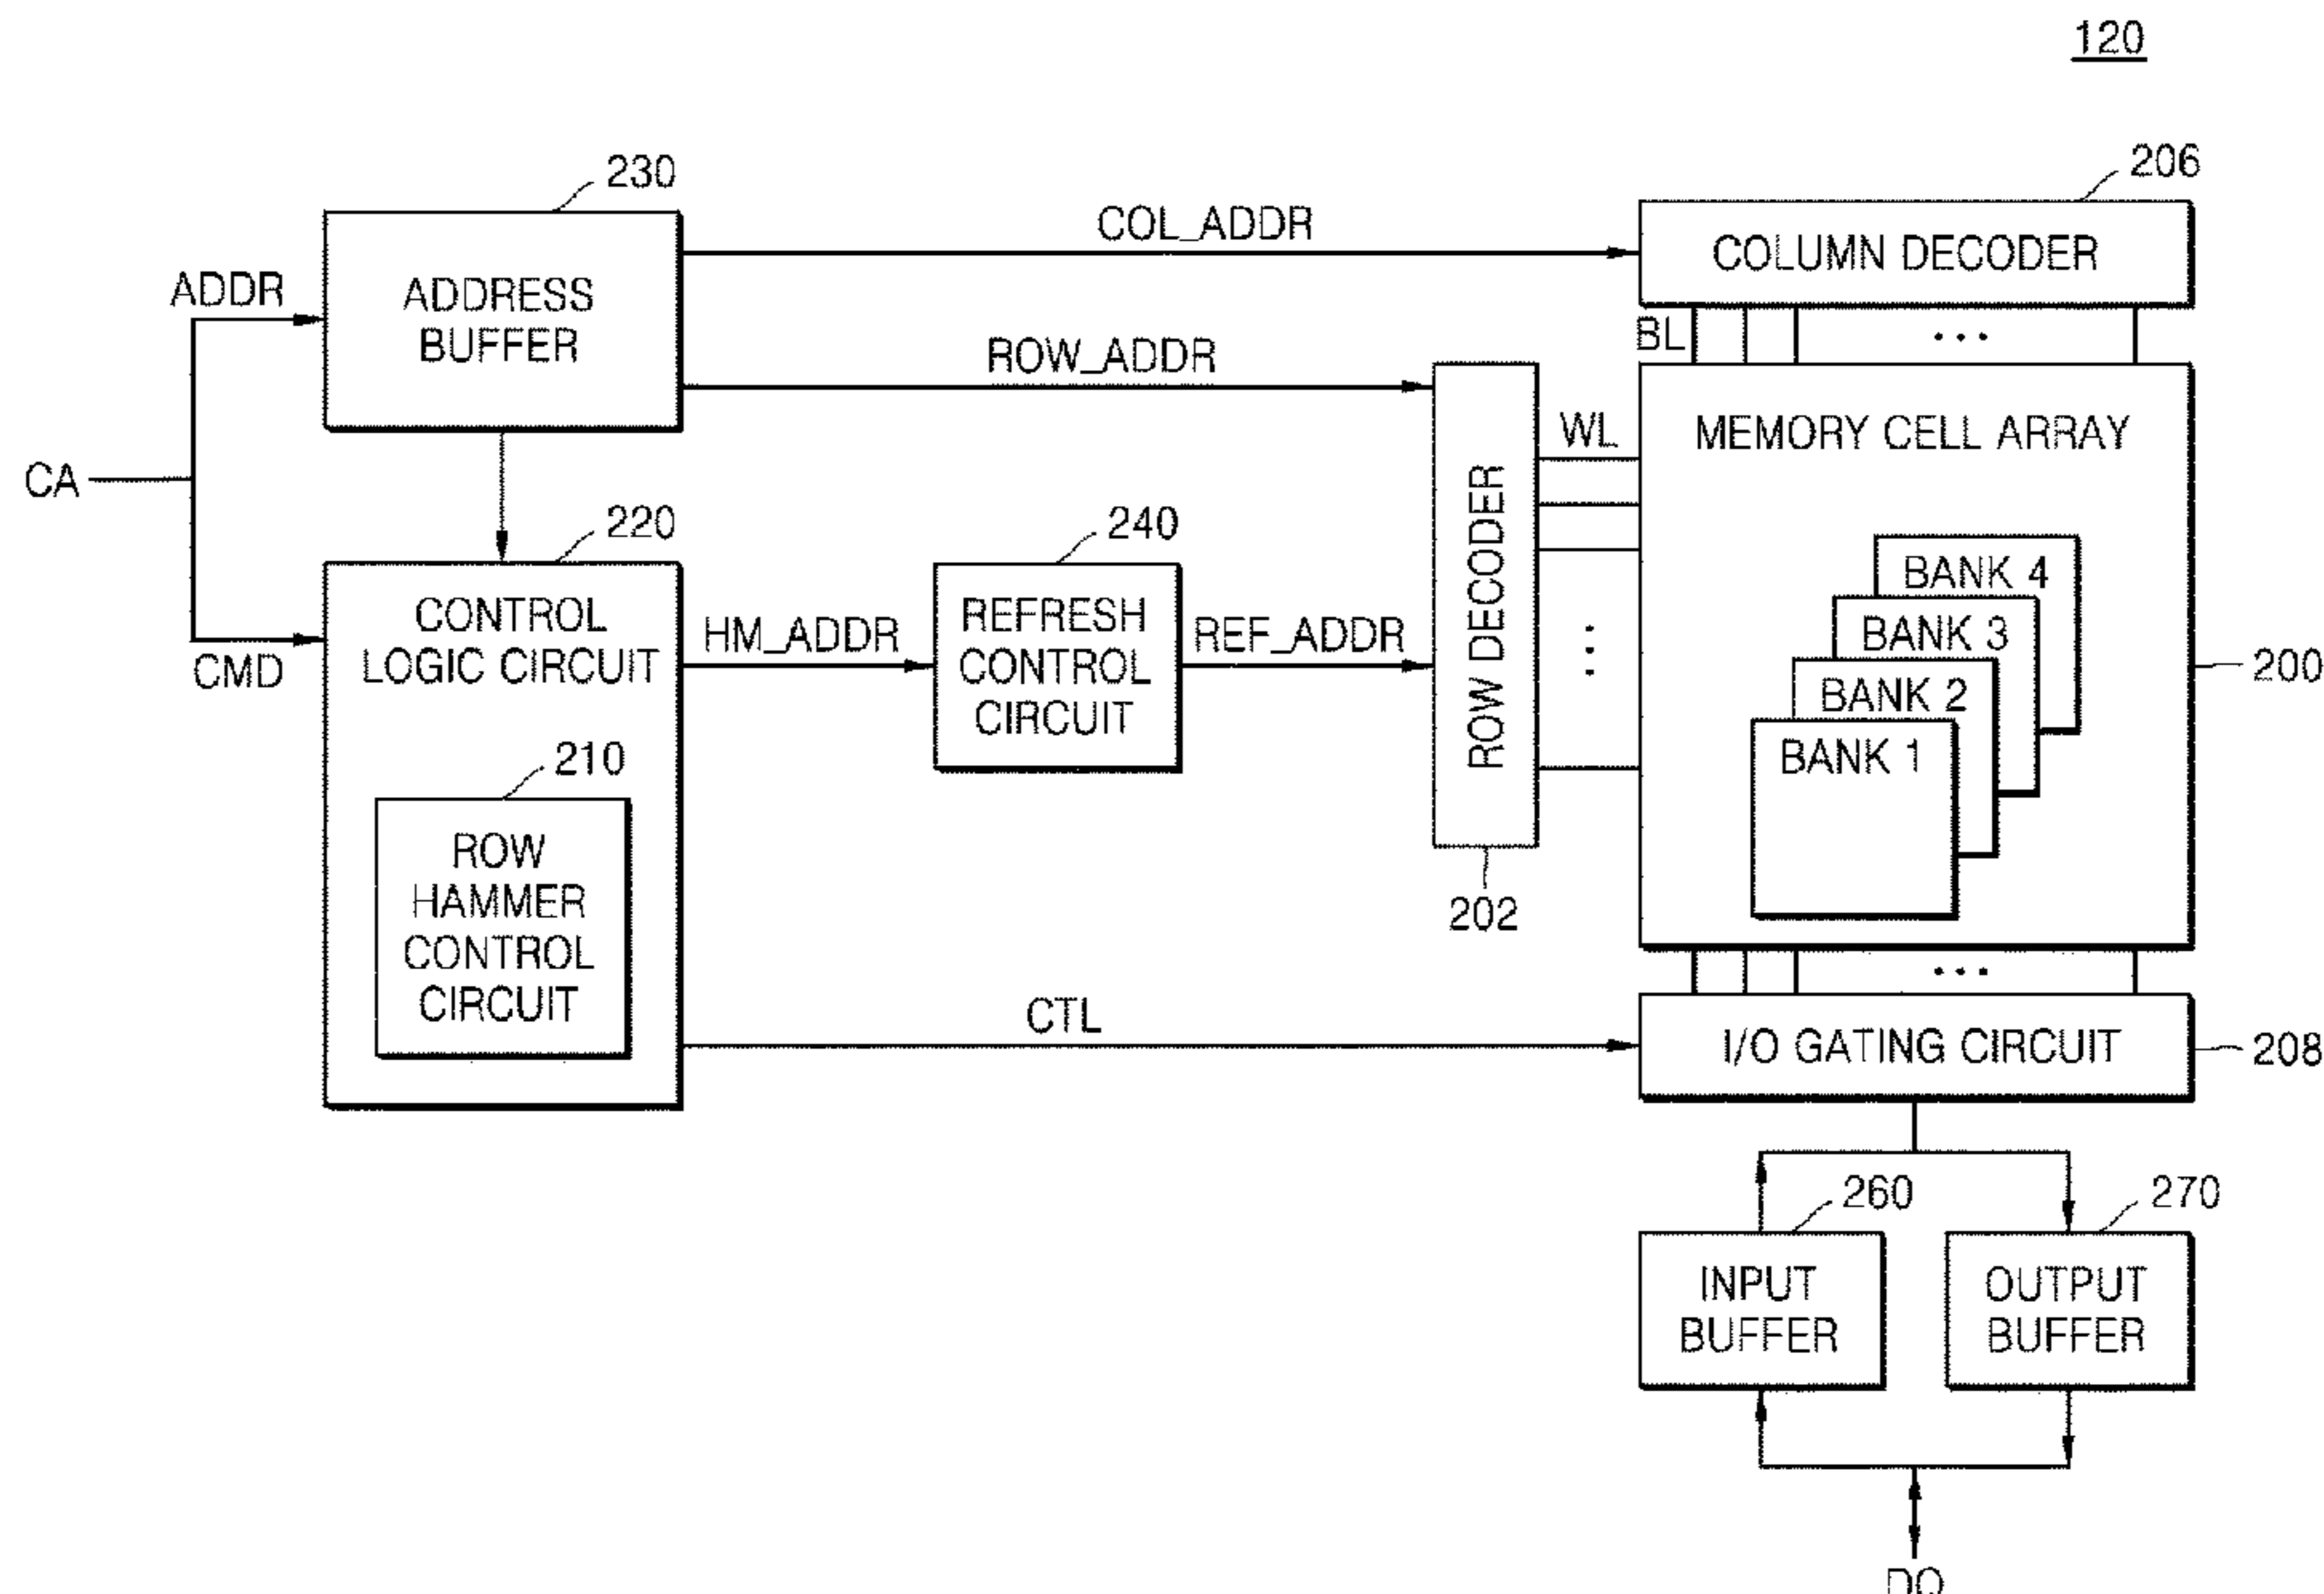 120
230
206
COL_ADDR
COLUMN DECODER
ADDR
ADDRESS
BUFFER
BL
...
ROW_ADDR
WL
MEMORY CELL ARRAY
CA
220
240
ROW DECODER
BANK 4
CONTROL
LOGIC CIRCUIT
HM_ADDR
REFRESH
CONTROL
CIRCUIT
REF_ADDR
BANK 3
CMD
200
BANK 2
BANK 1
210
ROW
HAMMER
CONTROL
CIRCUIT
202
...
CTL
I/O GATING CIRCUIT
208
260
270
INPUT
BUFFER
OUTPUT
BUFFER